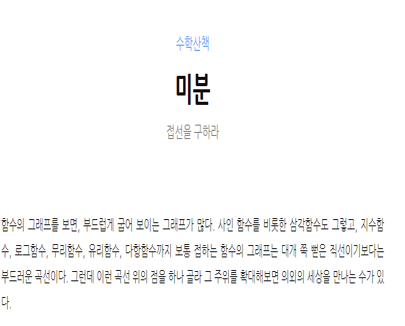 수학산책
미분
접선을 구하라
함수의 그래프를 보면, 부드럽게 굽어 보이는 그래프가 많다. 사인 함수를 비롯한 삼각함수도 그렇고, 지수함
수, 로그함수, 무리함수, 유리함수, 다항함수까지 보통 접하는 함수의 그래프는 대개 쭉 뻗은 직선이기보다는
부드러운 곡선이다. 그런데 이런 곡선 위의 점을 하나 골라 그 주위를 확대해보면 의외의 세상을 만나는 수가 있
다.